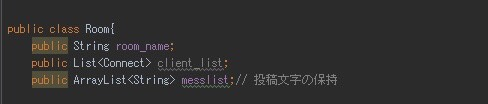 public class Room{
public String room_name;
public List<Connect> client_list;
public ArrayList<String> messlist;// 投稿文字の保持